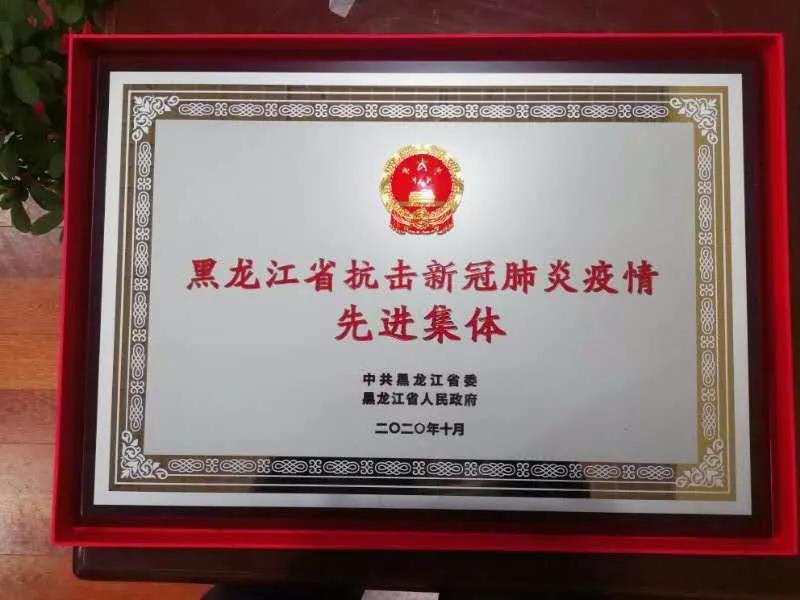 黑龙江省抗击新冠肺炎疫情
先进集体
中共黑龙江省委
黑龙江省人民政府
二〇二〇年十月